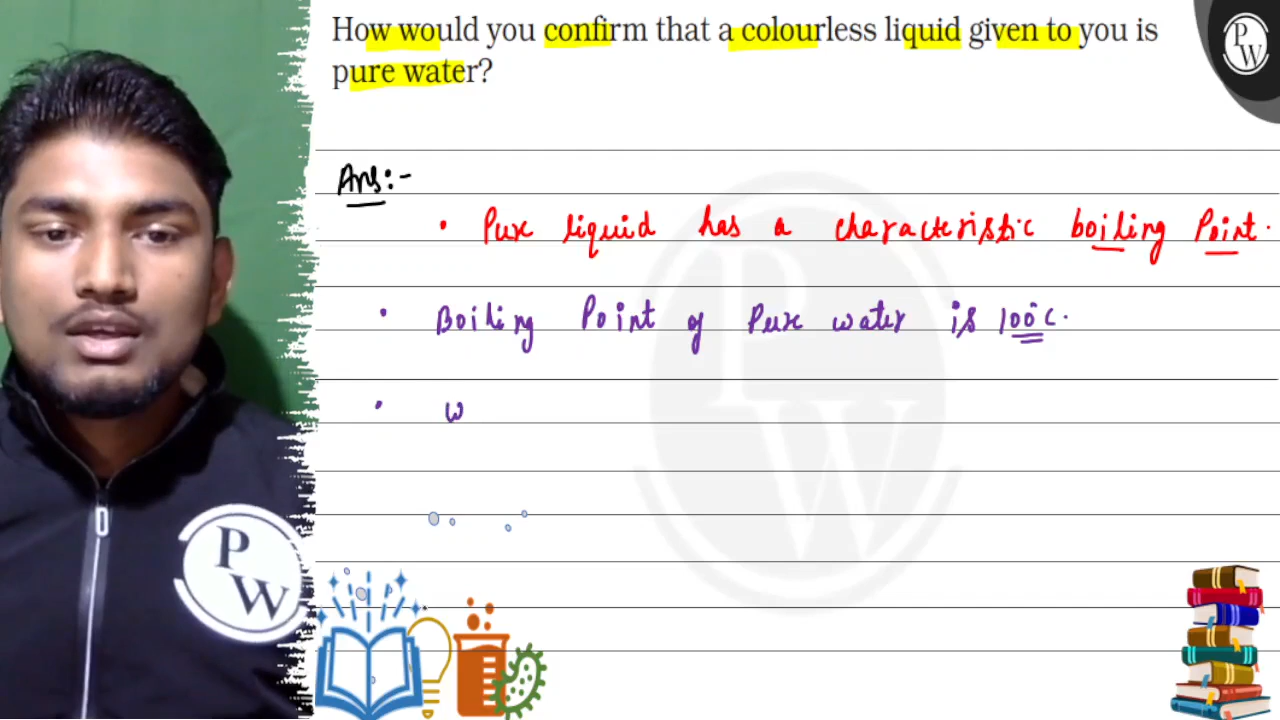 How would you confirm that a colourless liquid given to you is
pure water?
Ans:-
• Pure liquid has a characteristic boiling Point.
• Boiling Point of Pure water is 100°C.
• w
P
W
P
W
P
W